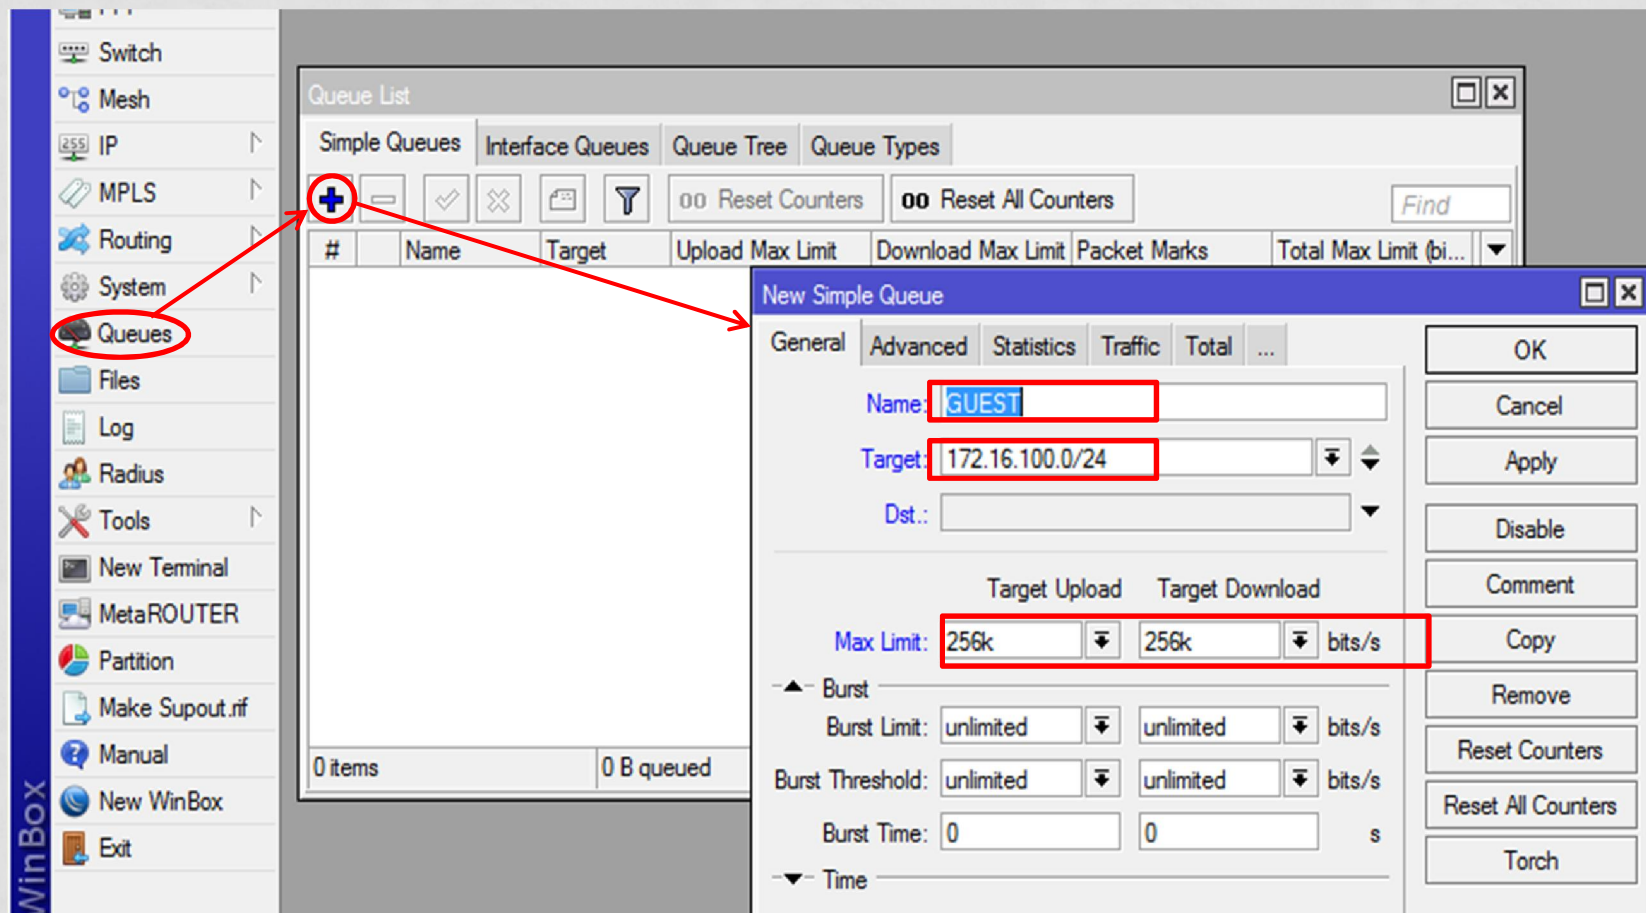 Switch
Mesh
IP
MPLS
Routing
System
Queues
Files
Log
Radius
Tools
New Terminal
MetaROUTER
Partition
Make Supout.rif
Manual
New WinBox
Exit
WinBox
Queue List
Simple Queues Interface Queues Queue Tree Queue Types
00 Reset Counters 00 Reset All Counters Find
# Name Target Upload Max Limit Download Max Limit Packet Marks Total Max Limit (bi...
0 items 0 B queued
New Simple Queue
General Advanced Statistics Traffic Total ...
Name: GUEST
Target: 172.16.100.0/24
Dst.:
Target Upload Target Download
Max Limit: 256k 256k bits/s
Burst
Burst Limit: unlimited unlimited bits/s
Burst Threshold: unlimited unlimited bits/s
Burst Time: 0 0 s
Time
OK
Cancel
Apply
Disable
Comment
Copy
Remove
Reset Counters
Reset All Counters
Torch